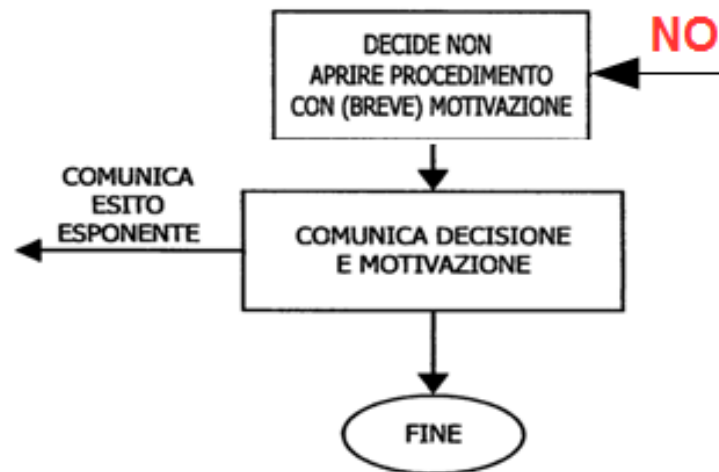 NO
DECIDE NON
APRIRE PROCEDIMENTO
CON (BREVE) MOTIVAZIONE
COMUNICA
ESITO
ESPONENTE
COMUNICA DECISIONE
E MOTIVAZIONE
FINE